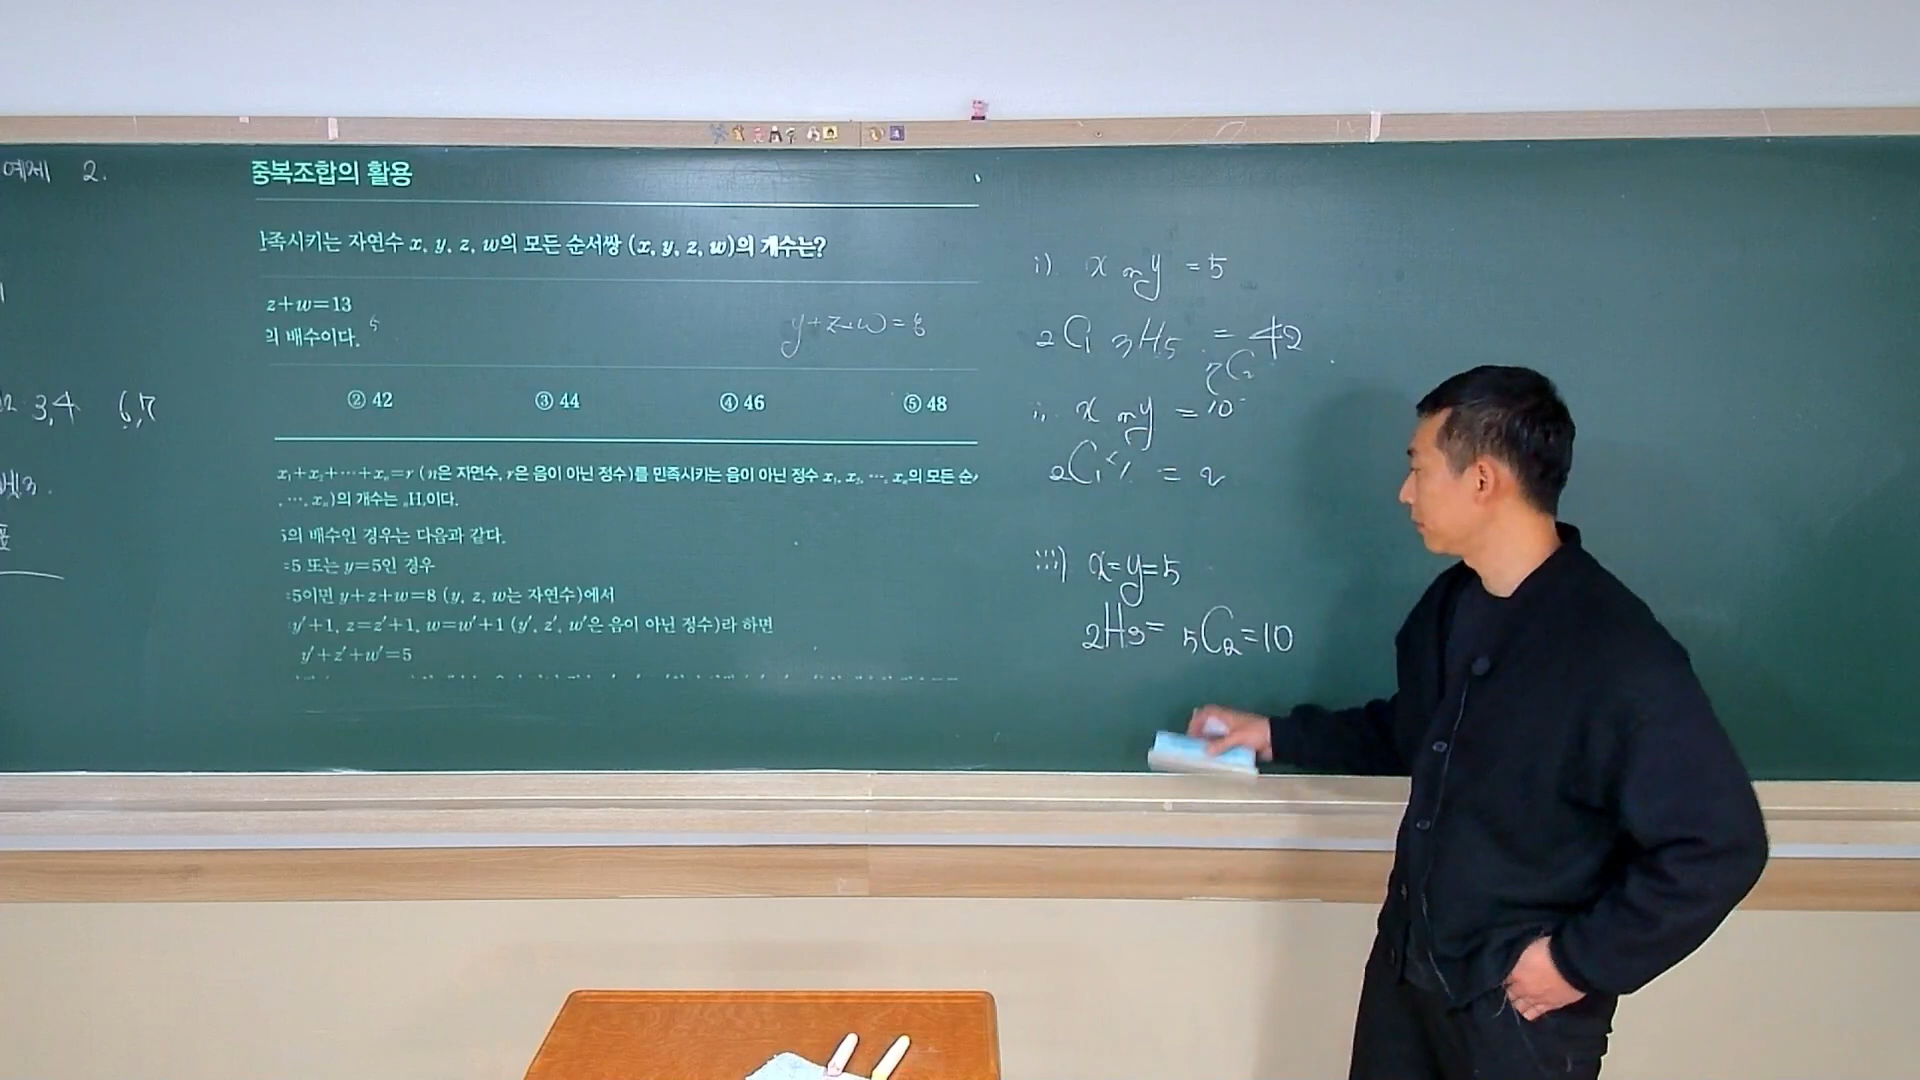 예제 2.
중복조합의 활용
족시키는 자연수 x, y, z, w의 모든 순서쌍 (x, y, z, w)의 개수는?
z+w=13
의 배수이다. 5
y+z+w=8
② 42 ③ 44 ④ 46 ⑤ 48
3,4 6,7
x₁+x₂+⋯+xₙ=r (n은 자연수, r은 음이 아닌 정수)를 만족시키는 음이 아닌 정수 x₁, x₂, ⋯, xₙ의 모든 순
, ⋯, xₙ)의 개수는 ₙHᵣ이다.
5의 배수인 경우는 다음과 같다.
=5 또는 y=5인 경우
=5이면 y+z+w=8 (y, z, w는 자연수)에서
y′+1, z=z′+1, w=w′+1 (y′, z′, w′은 음이 아닌 정수)라 하면
y′+z′+w′=5
i) x or y =5
₂C₁ ₃H₅ = 42
₇C₂
ii. x or y =10
₂C₁ × 1 = 2
iii) x=y=5
₂H₃= ₅C₂=10